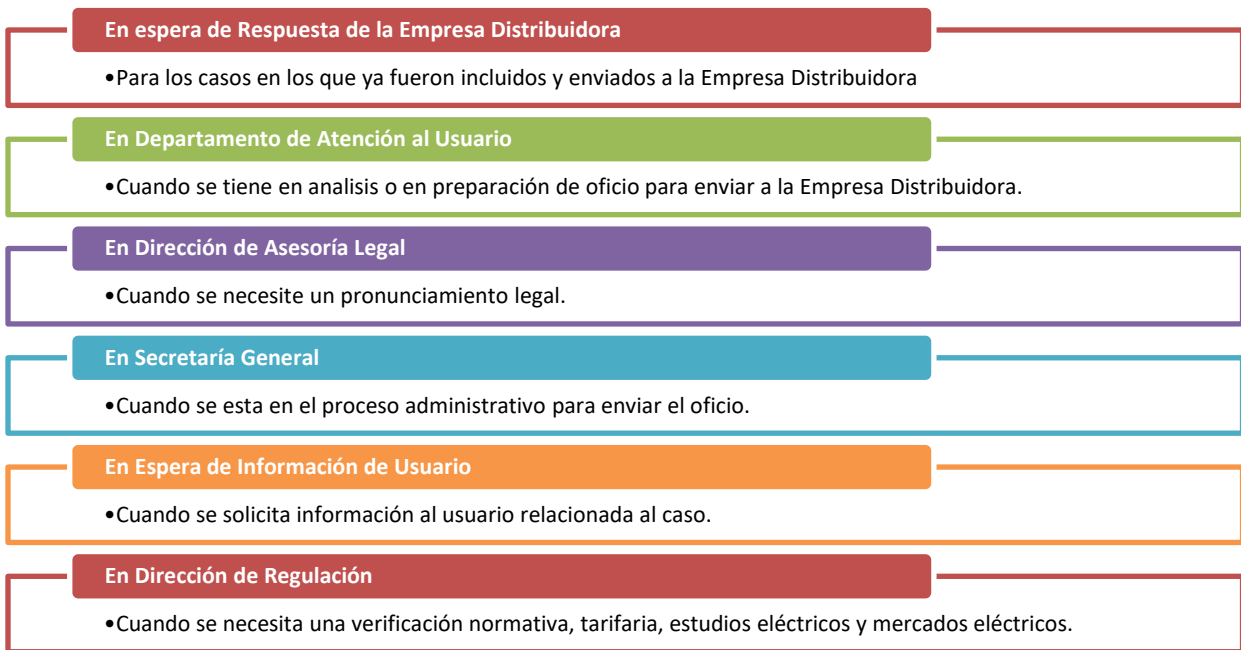 En espera de Respuesta de la Empresa Distribuidora
•Para los casos en los que ya fueron incluidos y enviados a la Empresa Distribuidora
En Departamento de Atención al Usuario
•Cuando se tiene en analisis o en preparación de oficio para enviar a la Empresa Distribuidora.
En Dirección de Asesoría Legal
•Cuando se necesite un pronunciamiento legal.
En Secretaría General
•Cuando se esta en el proceso administrativo para enviar el oficio.
En Espera de Información de Usuario
•Cuando se solicita información al usuario relacionada al caso.
En Dirección de Regulación
•Cuando se necesita una verificación normativa, tarifaria, estudios eléctricos y mercados eléctricos.